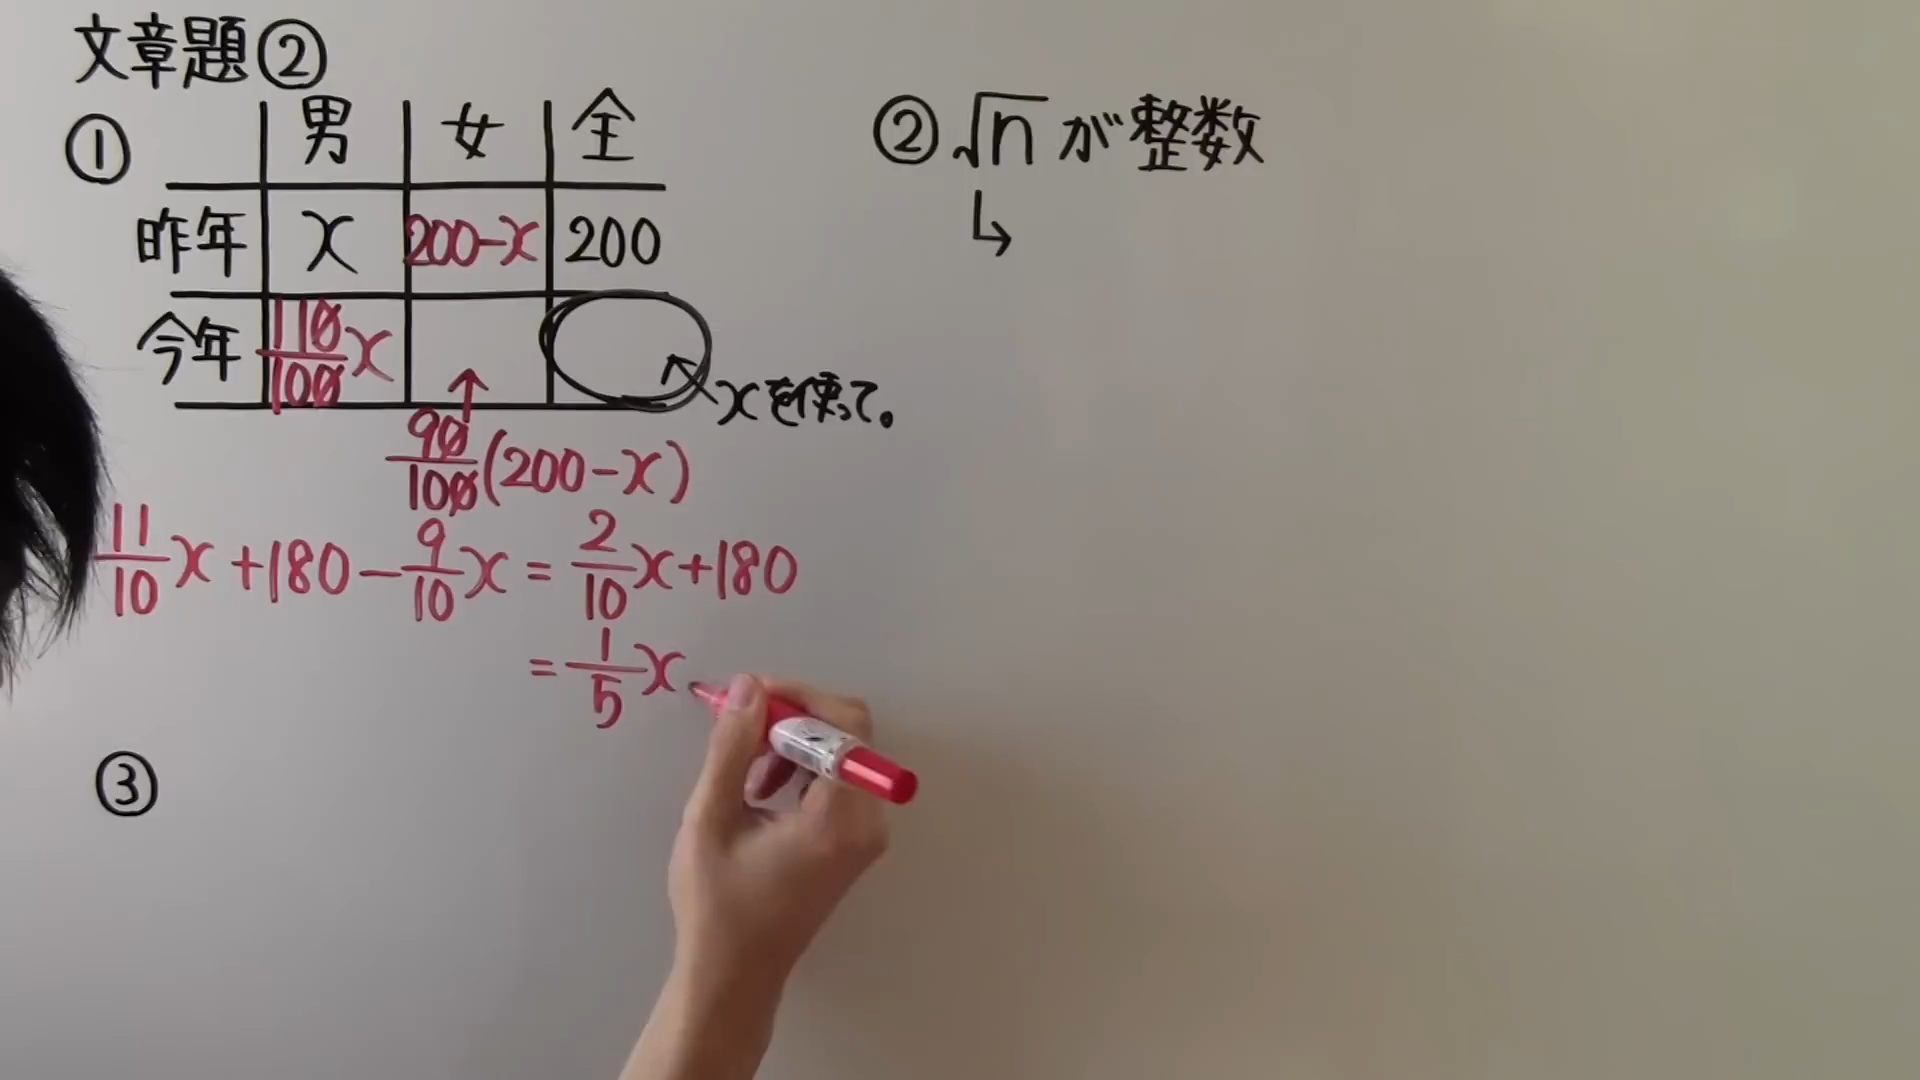 文章題②
①
男 女 全
昨年 x 200-x 200
今年 110/100 x
xを使って。
90/100 (200-x)
11/10 x + 180 - 9/10 x = 2/10 x + 180
= 1/5 x
②√n が整数
↳
③